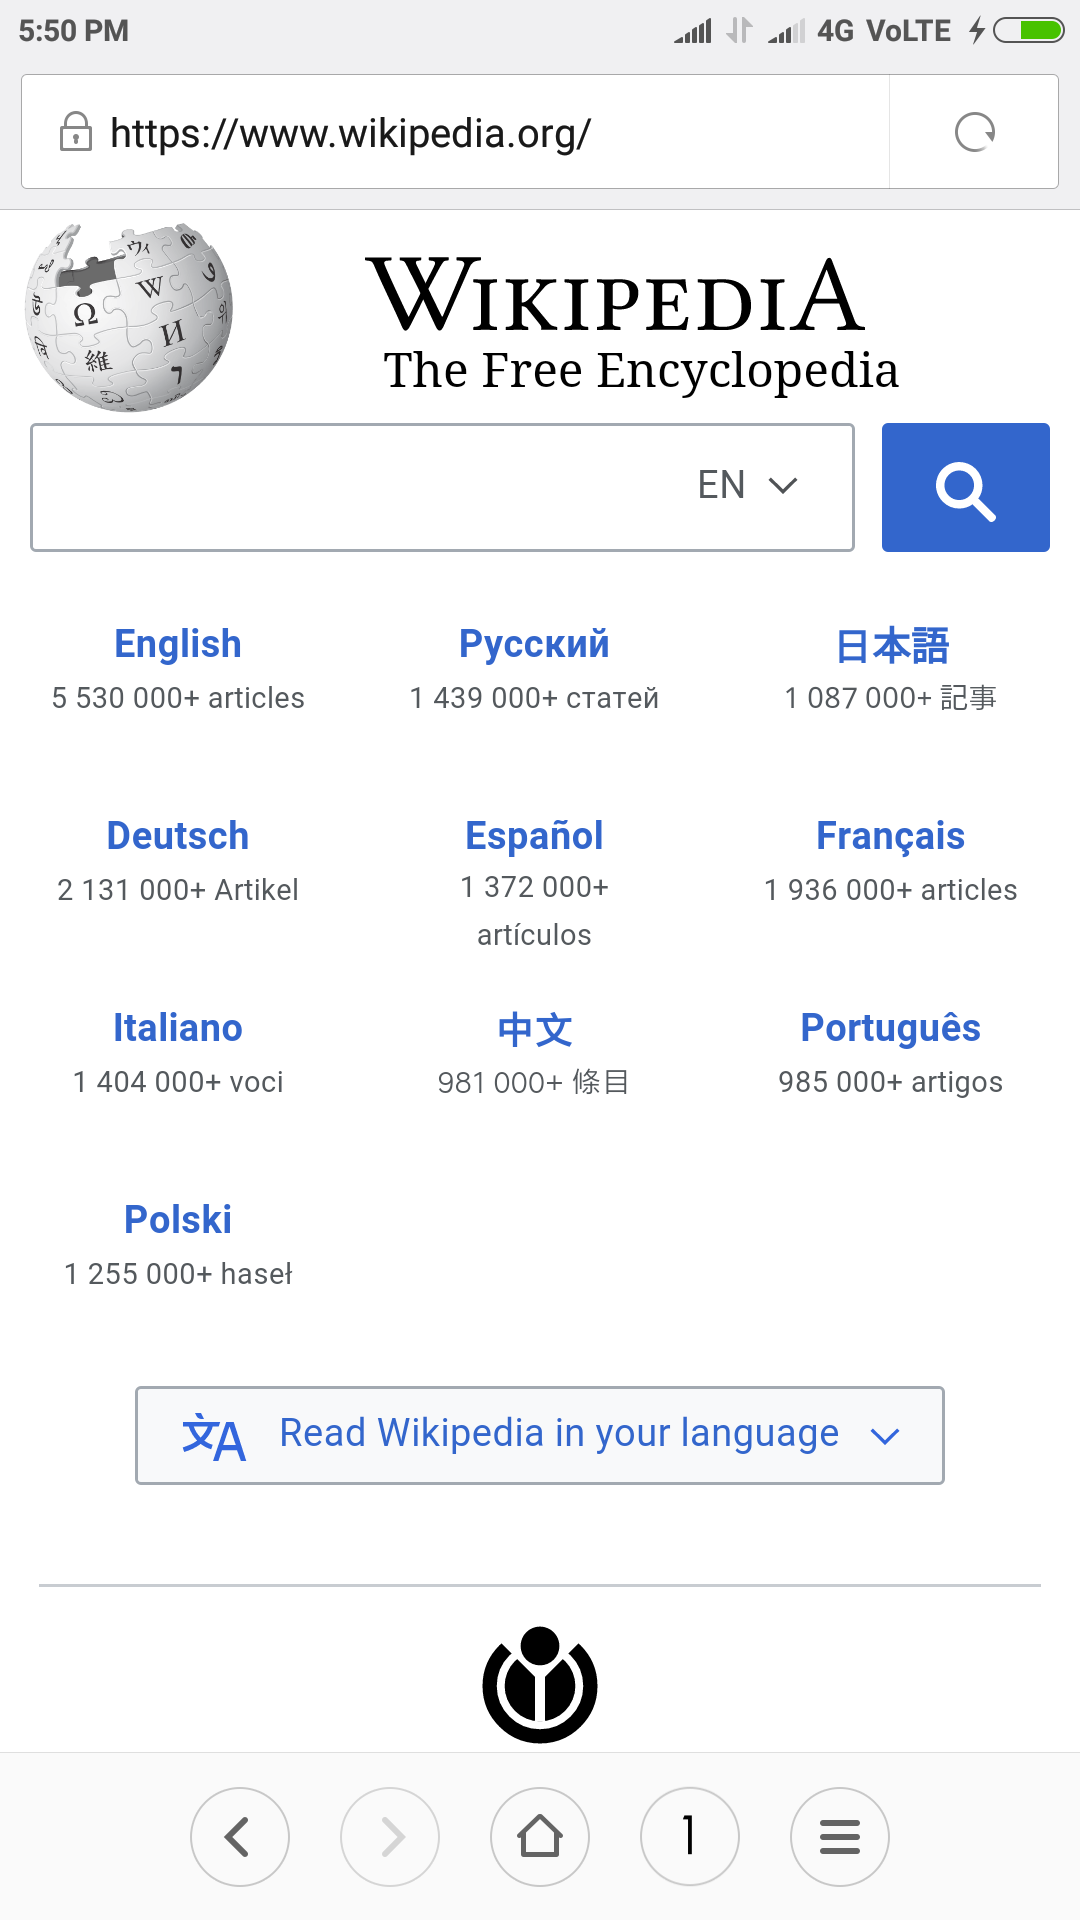 5:50 PM
4G VoLTE
https://www.wikipedia.org/
WIKIPEDIA
The Free Encyclopedia
EN
English
5 530 000+ articles
Русский
1 439 000+ статей
日本語
1 087 000+ 記事
Deutsch
2 131 000+ Artikel
Español
1 372 000+
artículos
Français
1 936 000+ articles
Italiano
1 404 000+ voci
中文
981 000+ 條目
Português
985 000+ artigos
Polski
1 255 000+ haseł
文A Read Wikipedia in your language
1